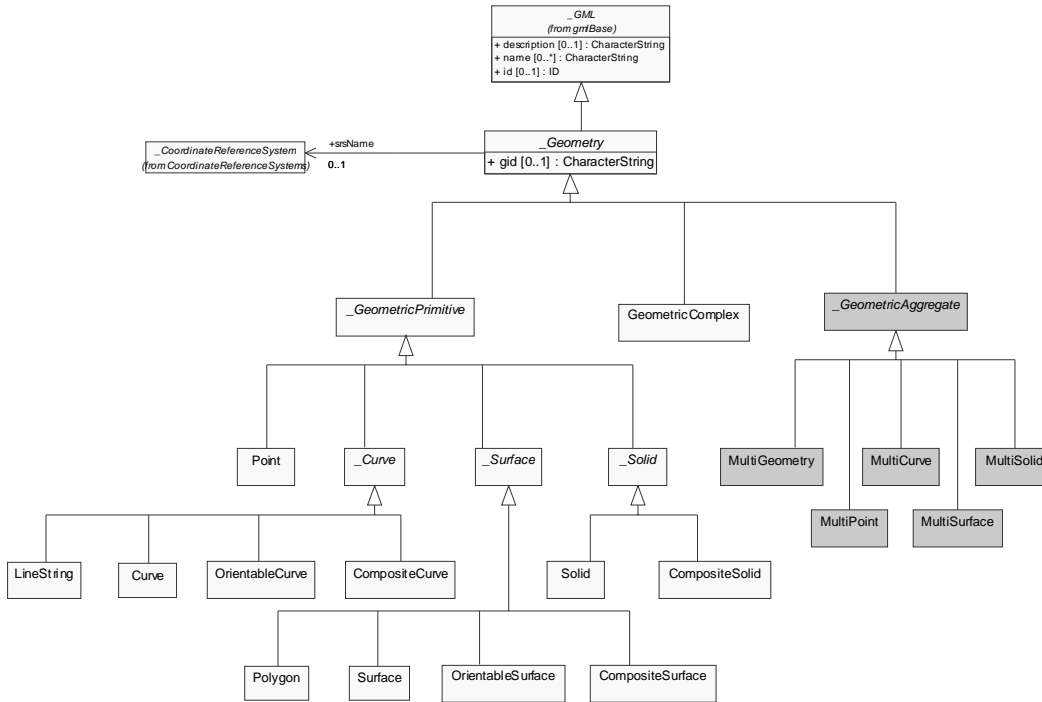 _GML
(from gmlBase)
+ description [0..1] : CharacterString
+ name [0..*] : CharacterString
+ id [0..1] : ID
_Geometry
+ gid [0..1] : CharacterString
+srsName
0..1
_CoordinateReferenceSystem
(from CoordinateReferenceSystems)
_GeometricPrimitive
GeometricComplex
_GeometricAggregate
Point
_Curve
_Surface
_Solid
MultiGeometry
MultiCurve
MultiSolid
MultiPoint
MultiSurface
LineString
Curve
OrientableCurve
CompositeCurve
Solid
CompositeSolid
Polygon
Surface
OrientableSurface
CompositeSurface